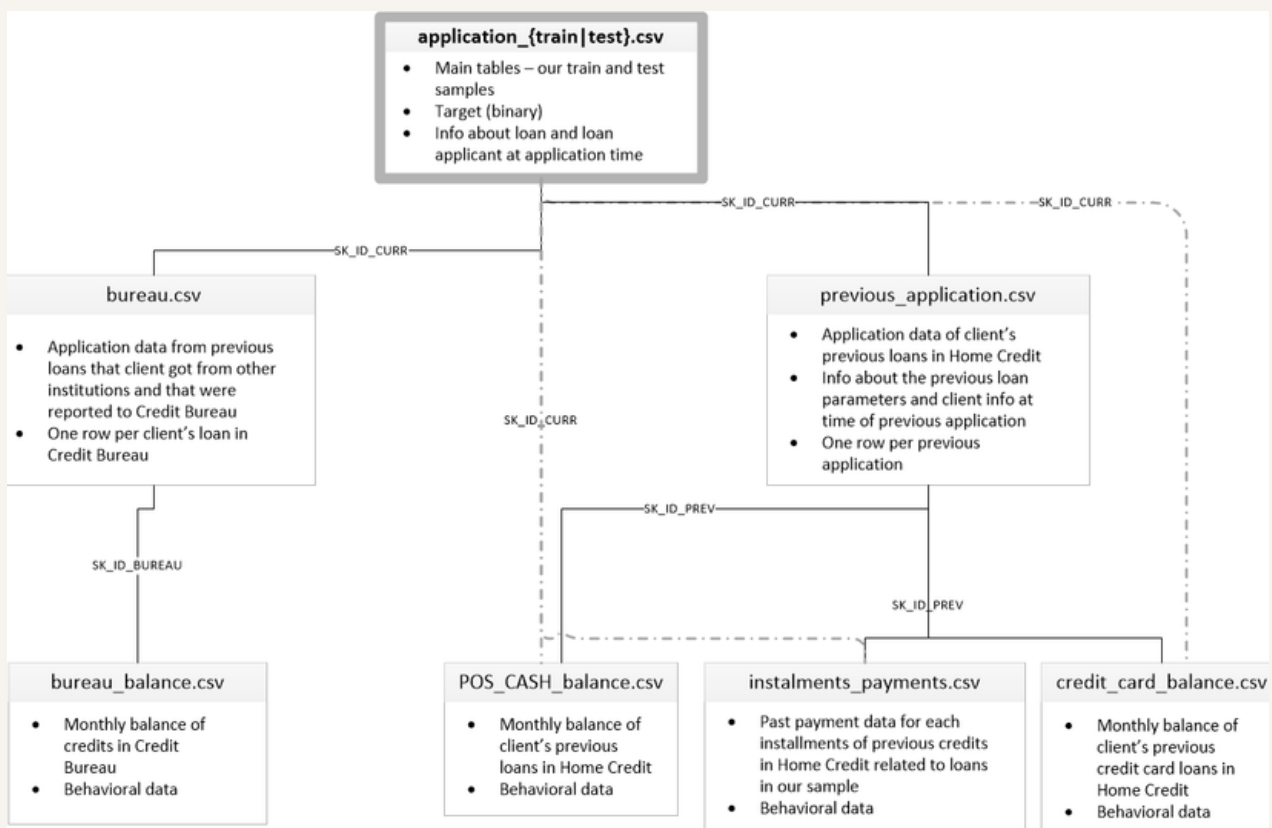 application_{train|test}.csv
• Main tables – our train and test
samples
• Target (binary)
• Info about loan and loan
applicant at application time
SK_ID_CURR
SK_ID_CURR
SK_ID_CURR
bureau.csv
• Application data from previous
loans that client got from other
institutions and that were
reported to Credit Bureau
• One row per client's loan in
Credit Bureau
previous_application.csv
• Application data of client's
previous loans in Home Credit
• Info about the previous loan
parameters and client info at
time of previous application
• One row per previous
application
SK_ID_CURR
SK_ID_PREV
SK_ID_BUREAU
SK_ID_PREV
bureau_balance.csv
• Monthly balance of
credits in Credit
Bureau
• Behavioral data
POS_CASH_balance.csv
• Monthly balance of
client's previous
loans in Home Credit
• Behavioral data
instalments_payments.csv
• Past payment data for each
installments of previous credits
in Home Credit related to loans
in our sample
• Behavioral data
credit_card_balance.csv
• Monthly balance of
client's previous
credit card loans in
Home Credit
• Behavioral data